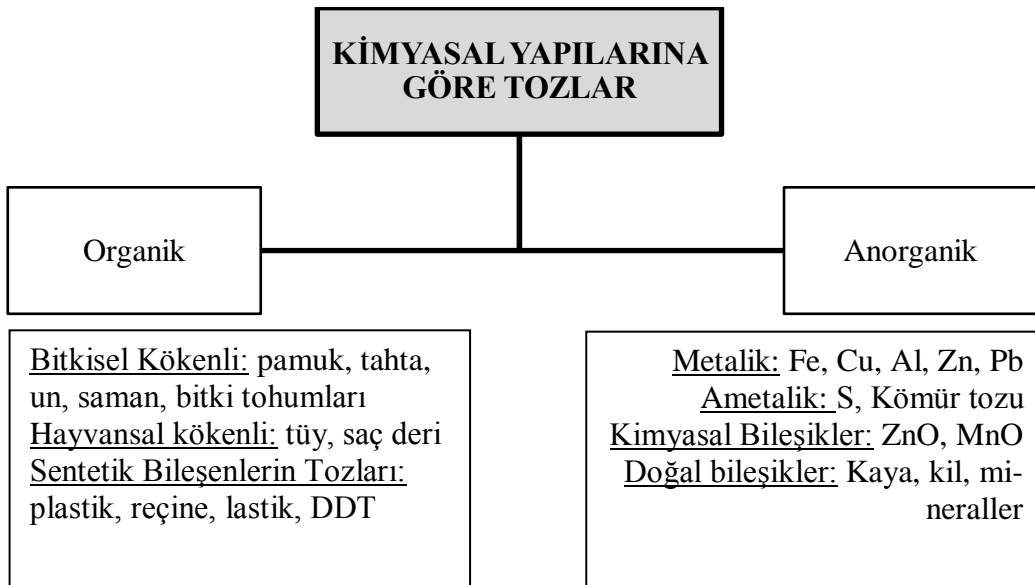 KİMYASAL YAPILARINA
GÖRE TOZLAR
Organik
Anorganik
Bitkisel Kökenli: pamuk, tahta,
un, saman, bitki tohumları
Hayvansal kökenli: tüy, saç deri
Sentetik Bileşenlerin Tozları:
plastik, reçine, lastik, DDT
Metalik: Fe, Cu, Al, Zn, Pb
Ametalik: S, Kömür tozu
Kimyasal Bileşikler: ZnO, MnO
Doğal bileşikler: Kaya, kil, mi-
neraller